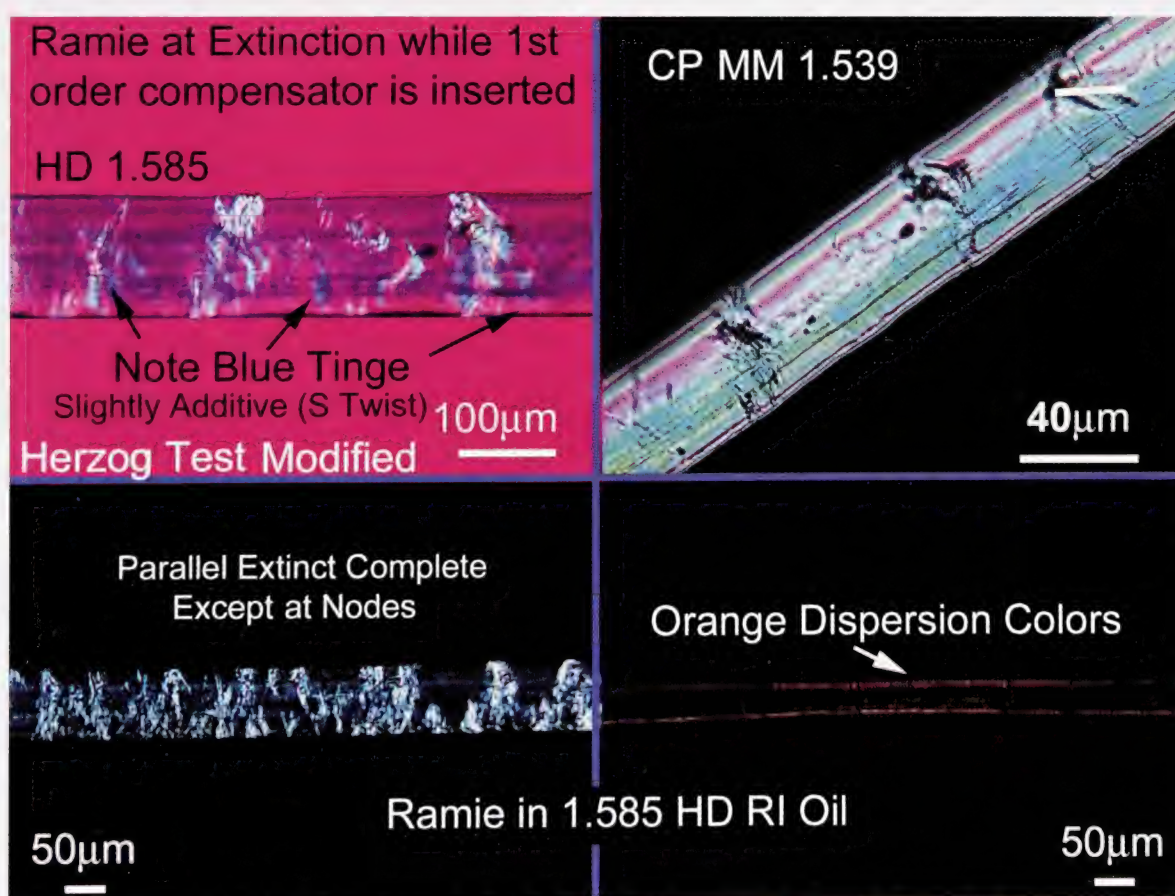 Ramie at Extinction while 1st
order compensator is inserted
HD 1.585
Note Blue Tinge
Slightly Additive (S Twist)
100µm
Herzog Test Modified
CP MM 1.539
40µm
Parallel Extinct Complete
Except at Nodes
Orange Dispersion Colors
Ramie in 1.585 HD RI Oil
50µm
50µm